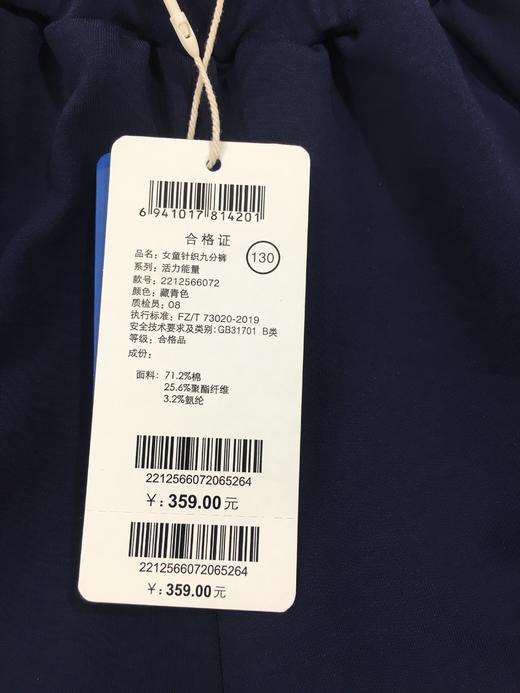 6 941017 814201
合格证
品名：女童针织九分裤
130
系列：活力能量
款号：2212566072
颜色：藏青色
质检员：08
执行标准：FZ/T 73020-2019
安全技术要求及类别：GB31701 B类
等级：合格品
成份：
面料：71.2%棉
25.6%聚酯纤维
3.2%氨纶
2212566072065264
￥：359.00元
2212566072065264
￥：359.00元